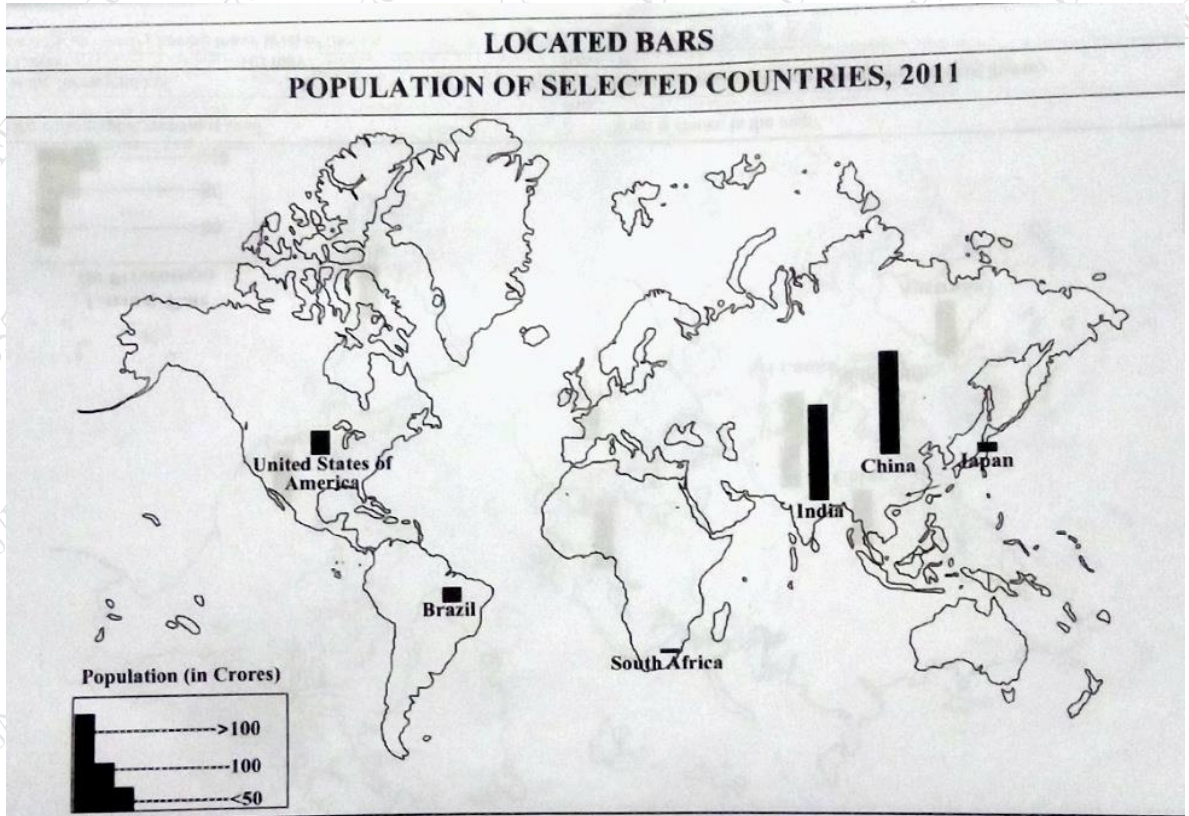 LOCATED BARS
POPULATION OF SELECTED COUNTRIES, 2011
United States of
America
China
Japan
India
Brazil
South Africa
Population (in Crores)
>100
100
<50